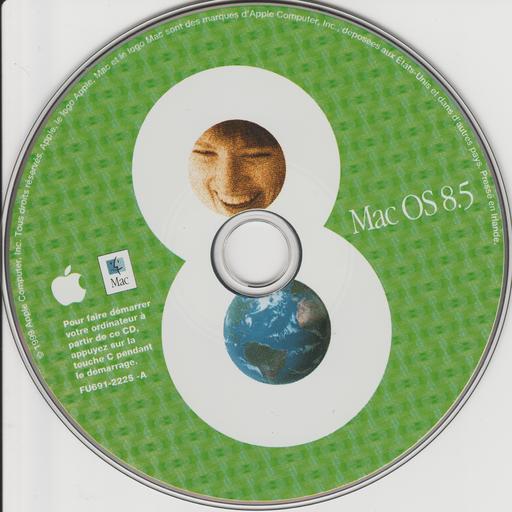 © 1999 Apple Computer, Inc. Tous droits réservés. Apple, le logo Apple, Mac et le logo Mac sont des marques d'Apple Computer, Inc., déposées aux États-Unis et dans d'autres pays. Pressé en Irlande.
Mac OS 8.5
Mac
Pour faire démarrer
votre ordinateur à
partir de ce CD,
appuyez sur la
touche C pendant
le démarrage.
FU691-2225-A